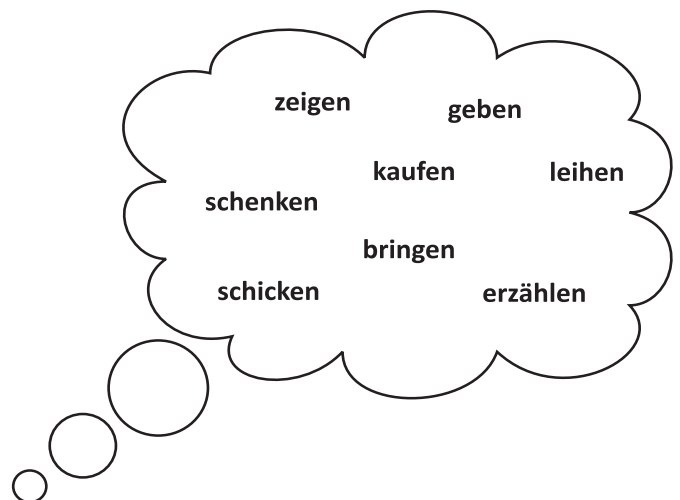 zeigen
geben
kaufen
leihen
schenken
bringen
schicken
erzählen